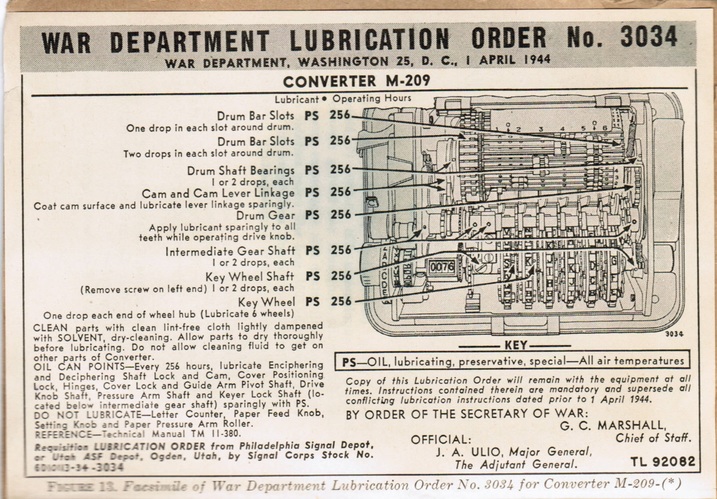 WAR DEPARTMENT LUBRICATION ORDER No. 3034
WAR DEPARTMENT, WASHINGTON 25, D. C., 1 APRIL 1944
CONVERTER M-209
Lubricant • Operating Hours
Drum Bar Slots PS 256
One drop in each slot around drum.
Drum Bar Slots PS 256
Two drops in each slot around drum.
Drum Shaft Bearings PS 256
1 or 2 drops, each
Cam and Cam Lever Linkage PS 256
Coat cam surface and lubricate lever linkage sparingly.
Drum Gear PS 256
Apply lubricant sparingly to all
teeth while operating drive knob.
Intermediate Gear Shaft PS 256
1 or 2 drops, each
Key Wheel Shaft PS 256
(Remove screw on left end) 1 or 2 drops, each
Key Wheel PS 256
One drop each end of wheel hub (Lubricate 6 wheels)
CLEAN parts with clean lint-free cloth lightly dampened
with SOLVENT, dry-cleaning. Allow parts to dry thoroughly
before lubricating. Do not allow cleaning fluid to get on
other parts of Converter.
OIL CAN POINTS—Every 256 hours, lubricate Enciphering
and Deciphering Shaft Lock and Cam, Cover Positioning
Lock, Hinges, Cover Lock and Guide Arm Pivot Shaft, Drive
Knob Shaft, Pressure Arm Shaft and Keyer Lock Shaft (lo-
cated below intermediate gear shaft) sparingly with PS.
DO NOT LUBRICATE—Letter Counter, Paper Feed Knob,
Setting Knob and Paper Pressure Arm Roller.
REFERENCE—Technical Manual TM 11-380.
Requisition LUBRICATION ORDER from Philadelphia Signal Depot,
or Utah ASF Depot, Ogden, Utah, by Signal Corps Stock No.
-3034
0076
3034
KEY
PS—OIL, lubricating, preservative, special—All air temperatures
Copy of this Lubrication Order will remain with the equipment at all
times. Instructions contained therein are mandatory and supersede all
conflicting lubrication instructions dated prior to 1 April 1944.
BY ORDER OF THE SECRETARY OF WAR:
G. C. MARSHALL,
Chief of Staff.
OFFICIAL:
J. A. ULIO, Major General,
The Adjutant General.
TL 92082
FIGURE 13. Facsimile of War Department Lubrication Order No. 3034 for Converter M-209-(*)